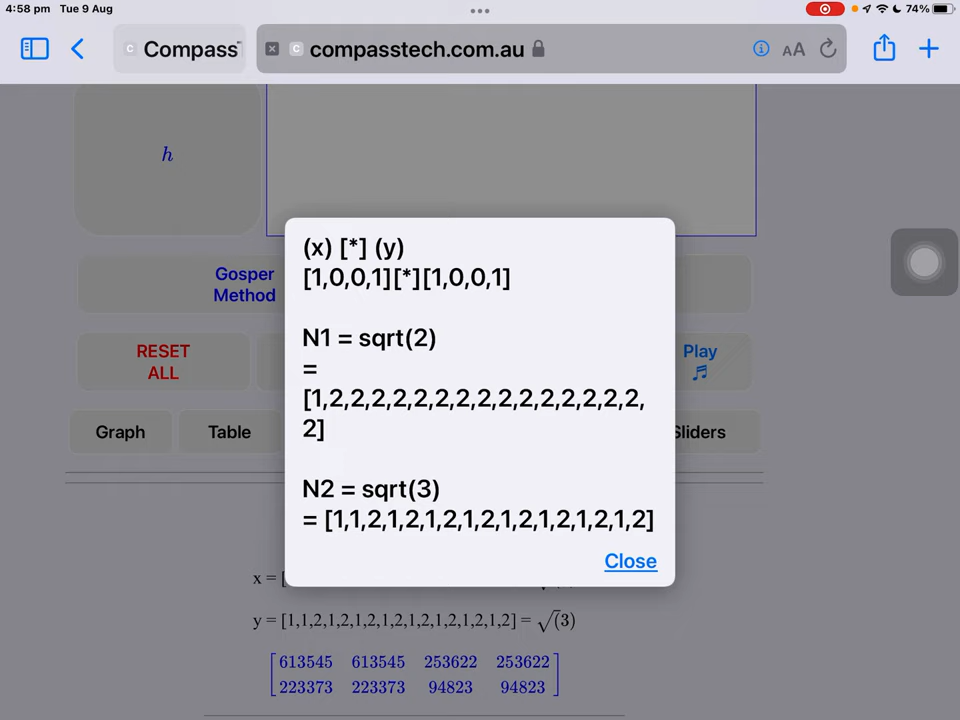 4:58 pm Tue 9 Aug
74%
Compass
compasstech.com.au
AA
h
(x) [*] (y)
[1,0,0,1][*][1,0,0,1]
N1 = sqrt(2)
=
[1,2,2,2,2,2,2,2,2,2,2,2,2,2,2,2,
2]
N2 = sqrt(3)
= [1,1,2,1,2,1,2,1,2,1,2,1,2,1,2,1,2]
Close
Gosper
Method
RESET
ALL
Play
Graph
Table
Sliders
x = [
y = [1,1,2,1,2,1,2,1,2,1,2,1,2,1,2,1,2] = √(3)
613545 613545 253622 253622
223373 223373 94823 94823